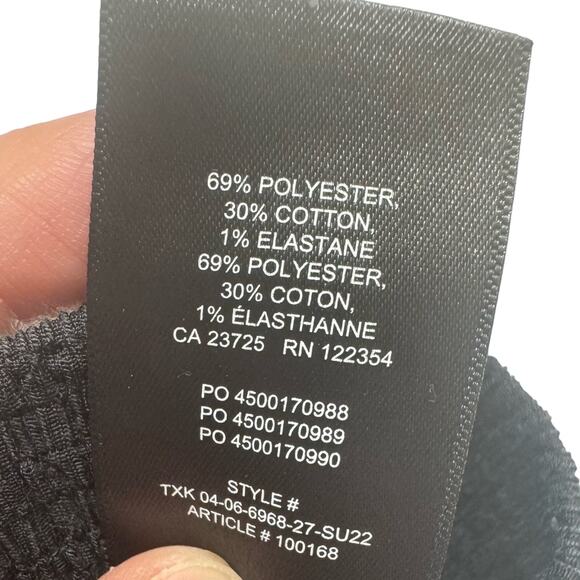 69% POLYESTER,
30% COTTON,
1% ELASTANE
69% POLYESTER,
30% COTON,
1% ÉLASTHANNE
CA 23725 RN 122354
PO 4500170988
PO 4500170989
PO 4500170990
STYLE #
TXK 04-06-6968-27-SU22
ARTICLE # 100168